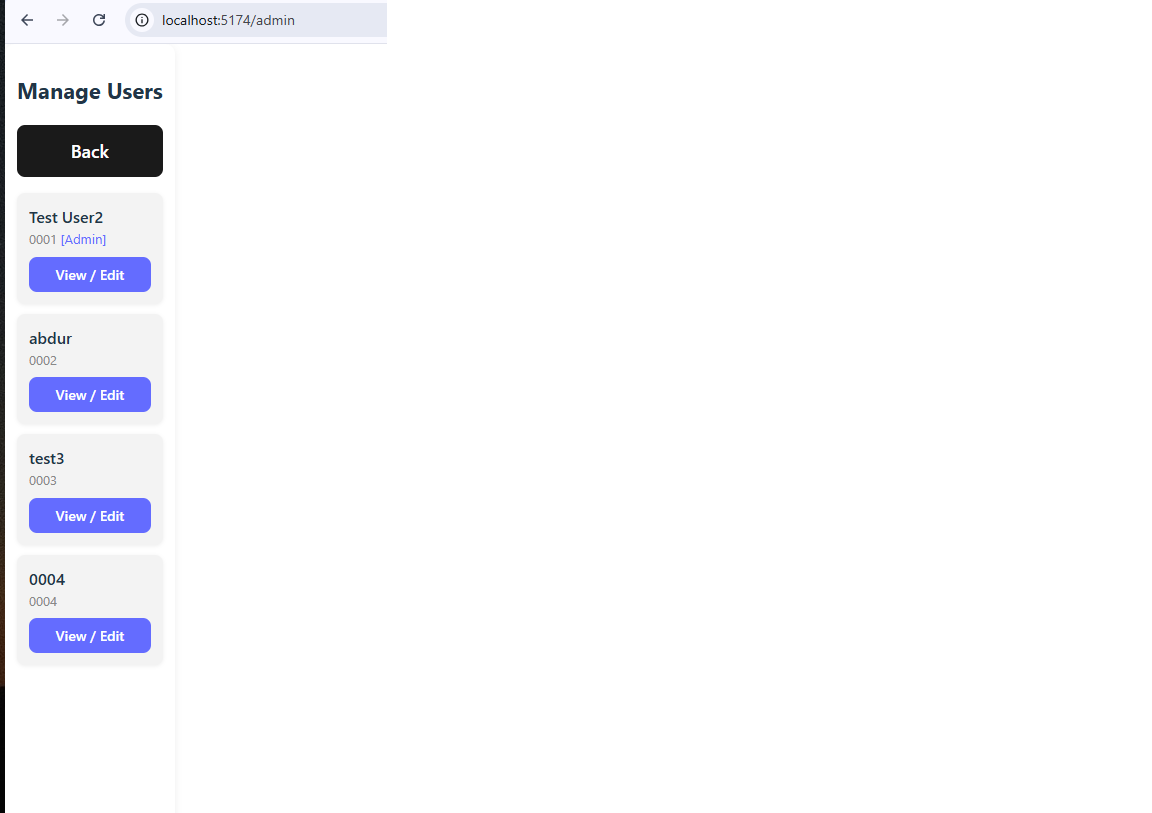 localhost:5174/admin
Manage Users
Back
Test User2
0001 [Admin]
View / Edit
abdur
0002
View / Edit
test3
0003
View / Edit
0004
0004
View / Edit